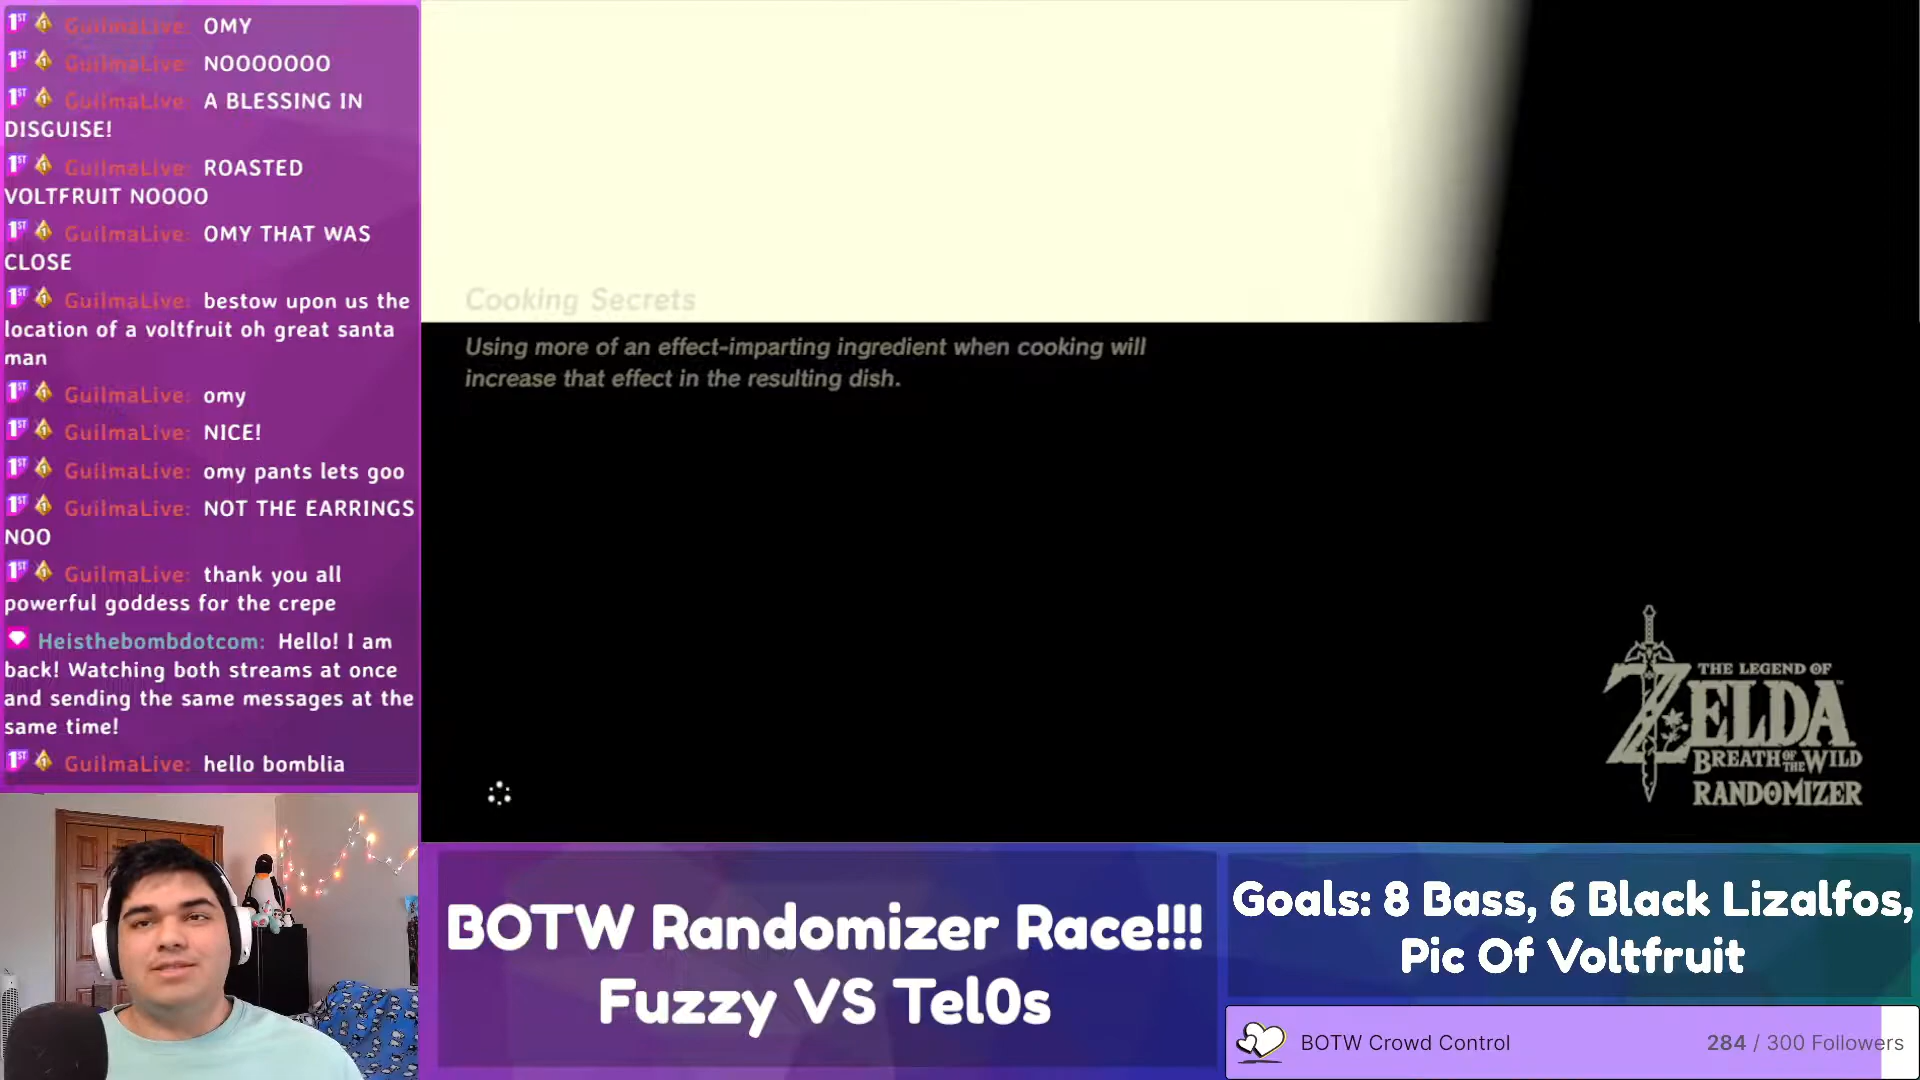 1ST GuilmaLive: OMY
1ST GuilmaLive: NOOOOOOO
1ST GuilmaLive: A BLESSING IN
DISGUISE!
1ST GuilmaLive: ROASTED
VOLTFRUIT NOOOO
1ST GuilmaLive: OMY THAT WAS
CLOSE
1ST GuilmaLive: bestow upon us the
location of a voltfruit oh great santa
man
1ST GuilmaLive: omy
1ST GuilmaLive: NICE!
1ST GuilmaLive: omy pants lets goo
1ST GuilmaLive: NOT THE EARRINGS
NOO
1ST GuilmaLive: thank you all
powerful goddess for the crepe
Heisthebombdotcom: Hello! I am
back! Watching both streams at once
and sending the same messages at the
same time!
1ST GuilmaLive: hello bomblia
Cooking Secrets
Using more of an effect-imparting ingredient when cooking will
increase that effect in the resulting dish.
THE LEGEND OF
ZELDA
BREATH OF THE WILD
RANDOMIZER
BOTW Randomizer Race!!!
Fuzzy VS Tel0s
Goals: 8 Bass, 6 Black Lizalfos,
Pic Of Voltfruit
BOTW Crowd Control 284 / 300 Followers